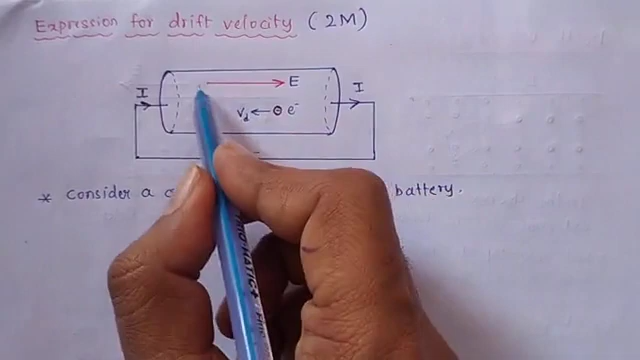 Expression for drift velocity (2M)
I E I
vd e-
* Consider a battery.